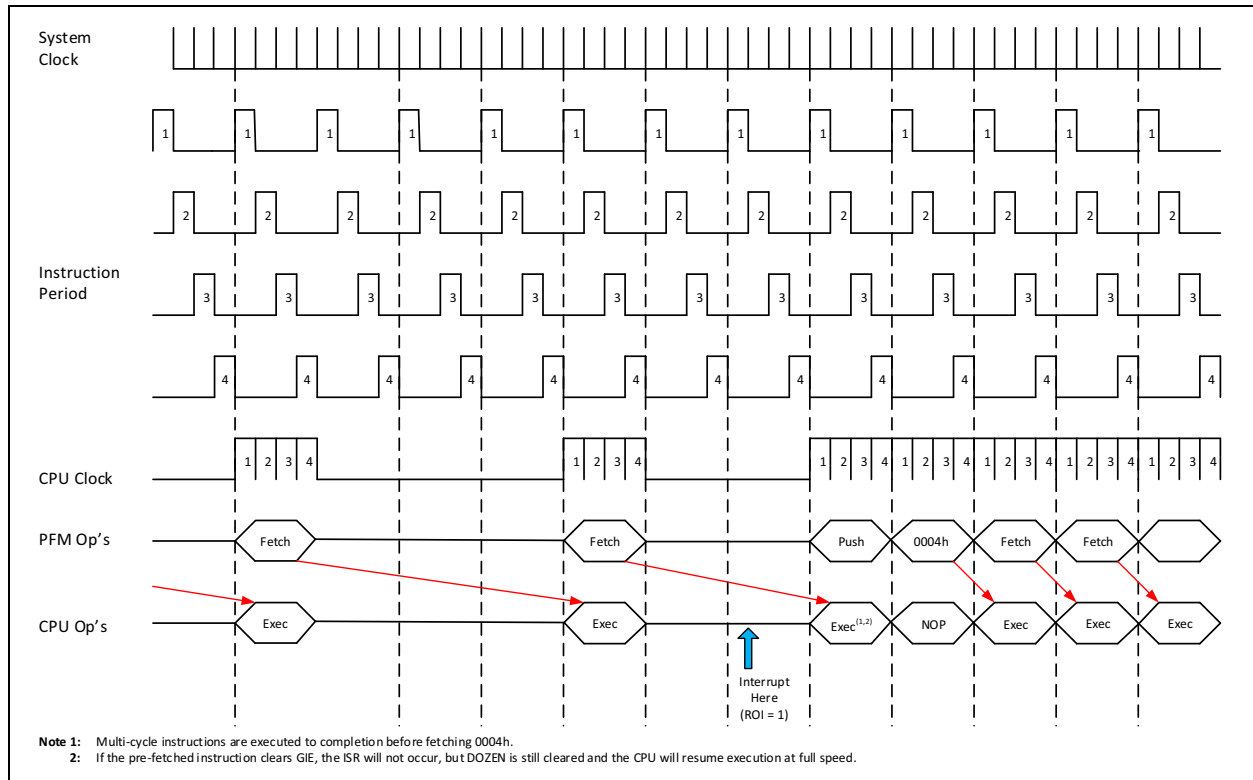 System
Clock
1 1 1 1 1 1 1 1 1 1 1 1 1
2 2 2 2 2 2 2 2 2 2 2 2 2
Instruction
Period
3 3 3 3 3 3 3 3 3 3 3 3 3
4 4 4 4 4 4 4 4 4 4 4 4 4
CPU Clock
1 2 3 4 1 2 3 4 1 2 3 4 1 2 3 4 1 2 3 4 1 2 3 4 1 2 3 4
PFM Op's
Fetch Fetch Push 0004h Fetch Fetch
CPU Op's
Exec Exec Exec(1,2) NOP Exec Exec Exec
Interrupt
Here
(ROI = 1)
Note 1: Multi-cycle instructions are executed to completion before fetching 0004h.
2: If the pre-fetched instruction clears GIE, the ISR will not occur, but DOZEN is still cleared and the CPU will resume execution at full speed.